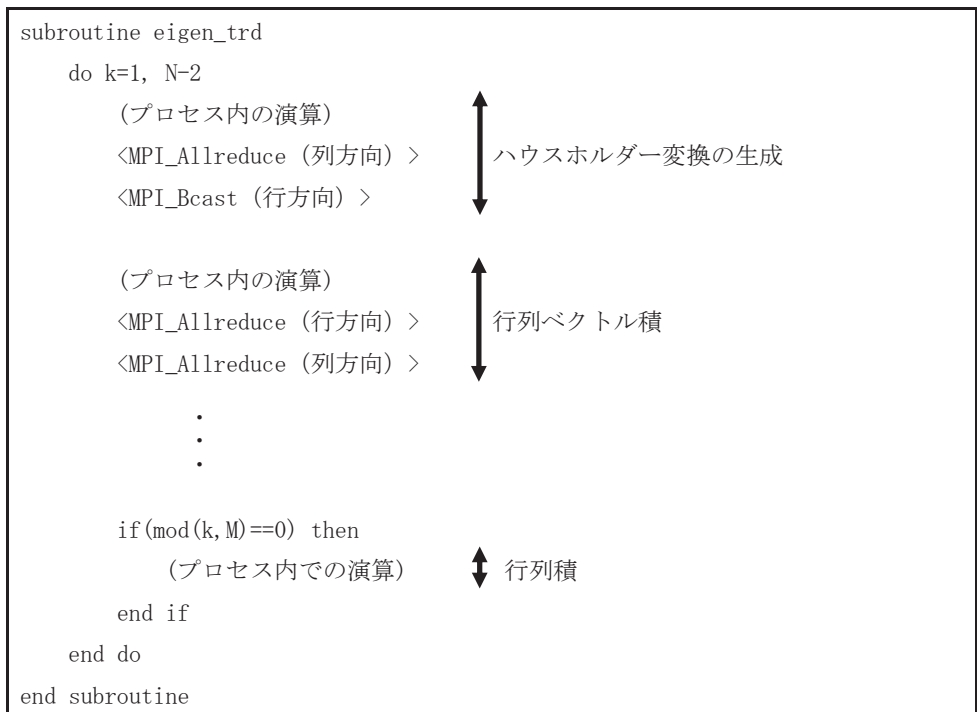 subroutine eigen_trd
do k=1, N-2
(プロセス内の演算)
<MPI_Allreduce (列方向) >
ハウスホルダー変換の生成
<MPI_Bcast (行方向) >
(プロセス内の演算)
<MPI_Allreduce (行方向) >
行列ベクトル積
<MPI_Allreduce (列方向) >
・
・
・
if(mod(k,M)==0) then
(プロセス内での演算)
行列積
end if
end do
end subroutine